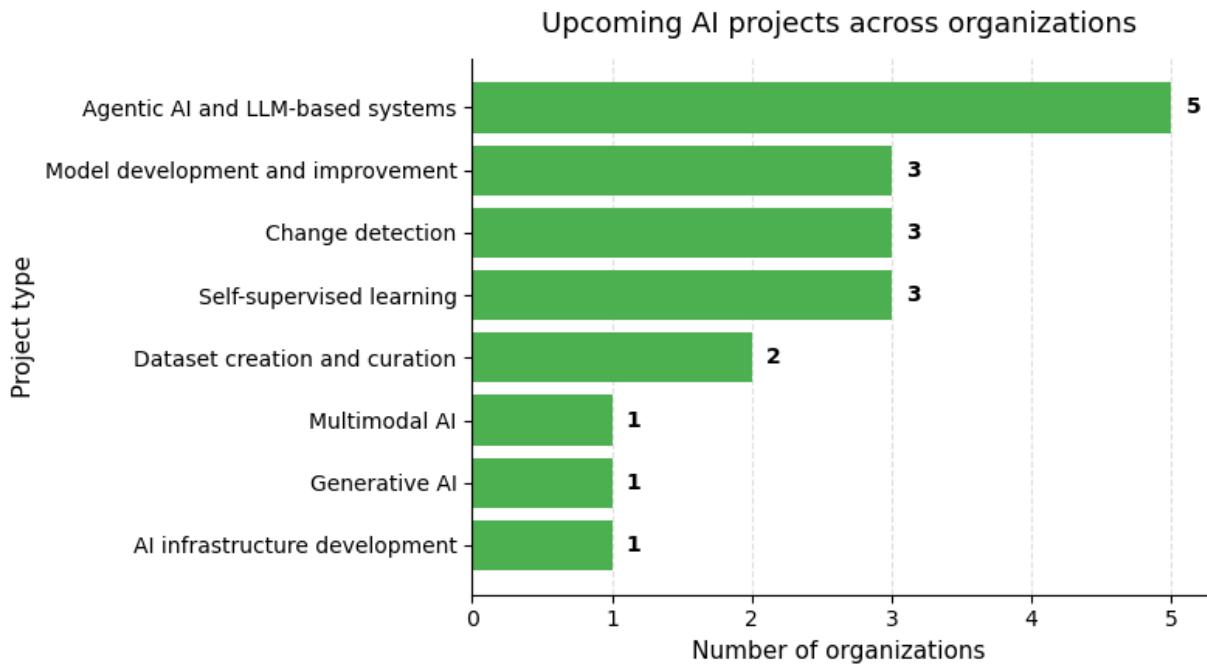 Upcoming AI projects across organizations
Project type
Agentic AI and LLM-based systems
5
Model development and improvement
3
Change detection
3
Self-supervised learning
3
Dataset creation and curation
2
Multimodal AI
1
Generative AI
1
AI infrastructure development
1
0 1 2 3 4 5
Number of organizations